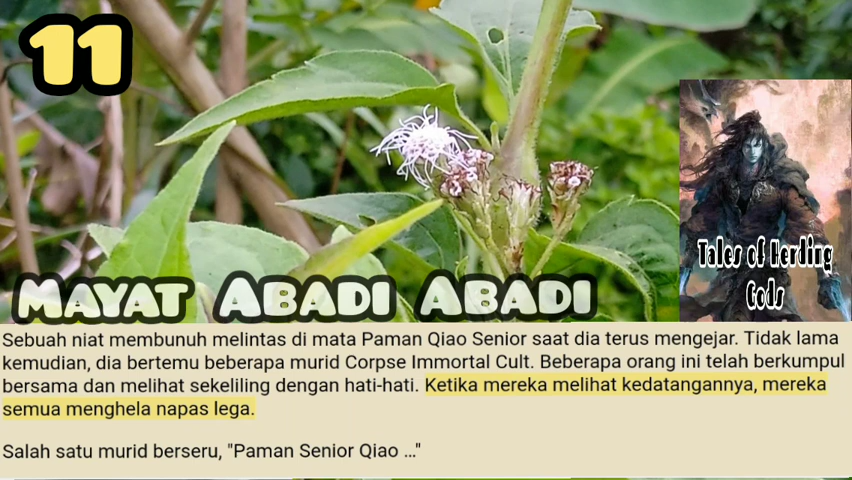 11
Tales of Herding
Gods
Mayat Abadi Abadi
Sebuah niat membunuh melintas di mata Paman Qiao Senior saat dia terus mengejar. Tidak lama
kemudian, dia bertemu beberapa murid Corpse Immortal Cult. Beberapa orang ini telah berkumpul
bersama dan melihat sekeliling dengan hati-hati. Ketika mereka melihat kedatangannya, mereka
semua menghela napas lega.
Salah satu murid berseru, "Paman Senior Qiao ..."